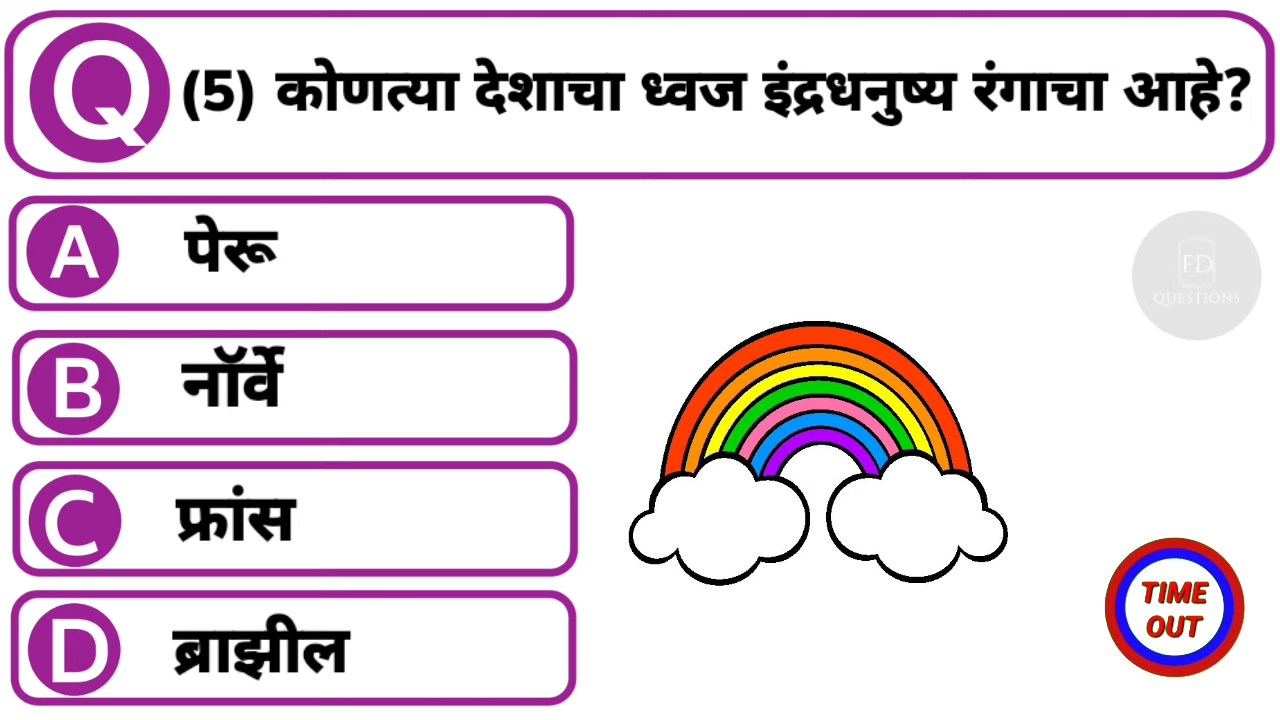 Q (5) कोणत्या देशाचा ध्वज इंद्रधनुष्य रंगाचा आहे?
A पेरू
FD
QUESTIONS
B नॉर्वे
C फ्रांस
D ब्राझील
TIME
OUT